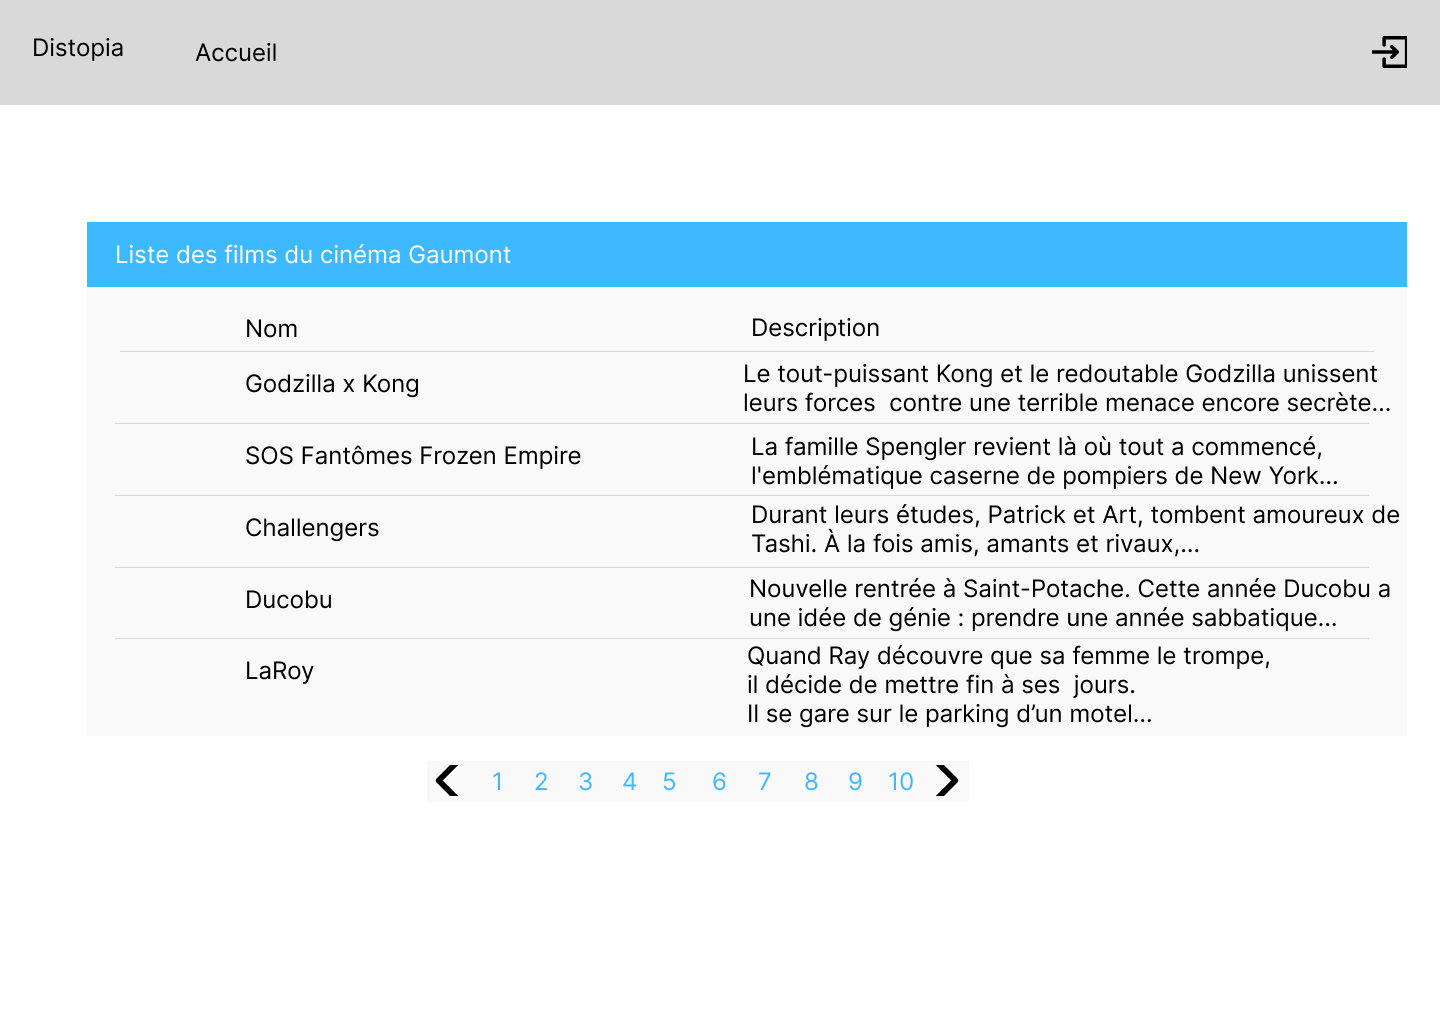 Distopia
Accueil
Liste des films du cinéma Gaumont
Nom
Description
Godzilla x Kong
Le tout-puissant Kong et le redoutable Godzilla unissent
leurs forces  contre une terrible menace encore secrète...
SOS Fantômes Frozen Empire
La famille Spengler revient là où tout a commencé,
l'emblématique caserne de pompiers de New York...
Challengers
Durant leurs études, Patrick et Art, tombent amoureux de
Tashi. À la fois amis, amants et rivaux,...
Ducobu
Nouvelle rentrée à Saint-Potache. Cette année Ducobu a
une idée de génie : prendre une année sabbatique...
LaRoy
Quand Ray découvre que sa femme le trompe,
il décide de mettre fin à ses  jours.
Il se gare sur le parking d’un motel...
1 2 3 4 5 6 7 8 9 10